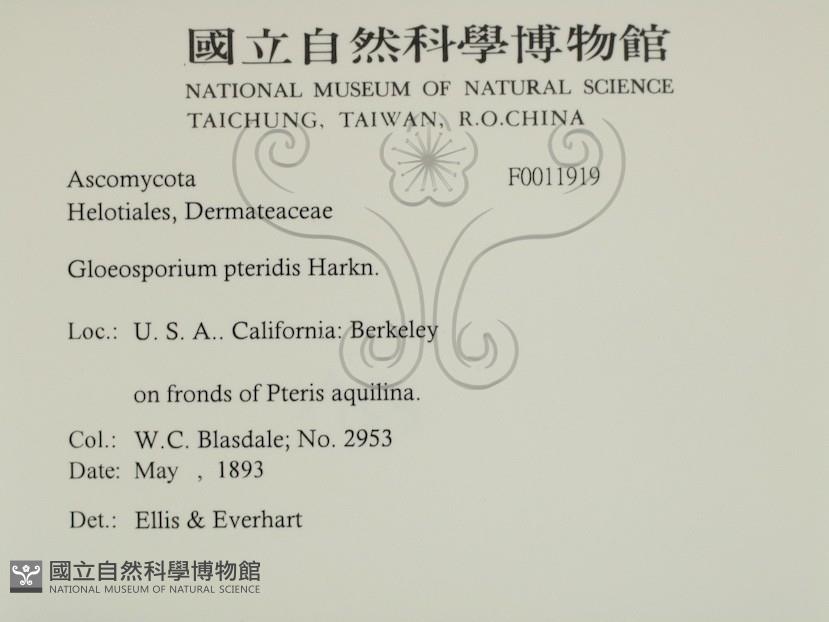 國立自然科學博物館
NATIONAL MUSEUM OF NATURAL SCIENCE
TAICHUNG, TAIWAN, R.O.CHINA
Ascomycota F0011919
Helotiales, Dermateaceae
Gloeosporium pteridis Harkn.
Loc.: U. S. A.. California: Berkeley
on fronds of Pteris aquilina.
Col.: W.C. Blasdale; No. 2953
Date: May , 1893
Det.: Ellis & Everhart
國立自然科學博物館
NATIONAL MUSEUM OF NATURAL SCIENCE